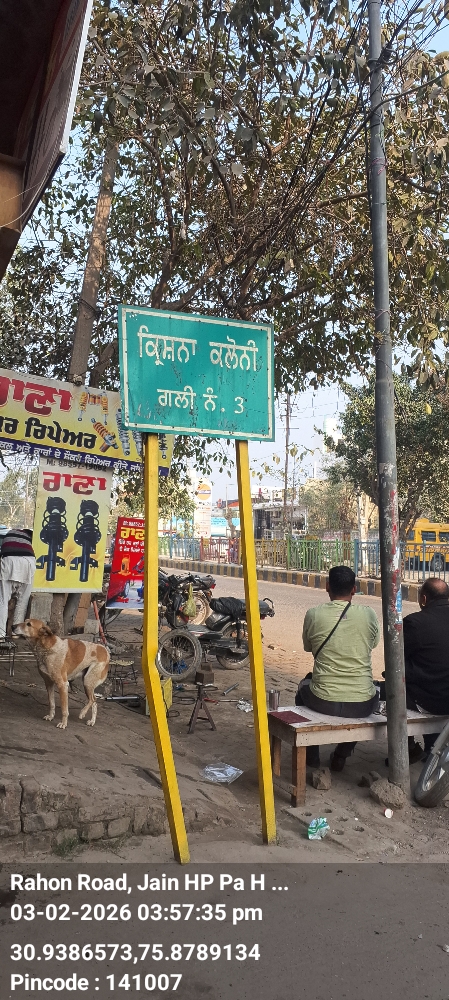 ਕ੍ਰਿਸ਼ਨਾ ਕਲੋਨੀ
ਗਲੀ ਨੰ. 3
ਰਾਣਾ
ਕਰ ਰਿਪੇਅਰ
ਰਾਣਾ
Rahon Road, Jain HP Pa H ...
03-02-2026 03:57:35 pm
30.9386573,75.8789134
Pincode : 141007